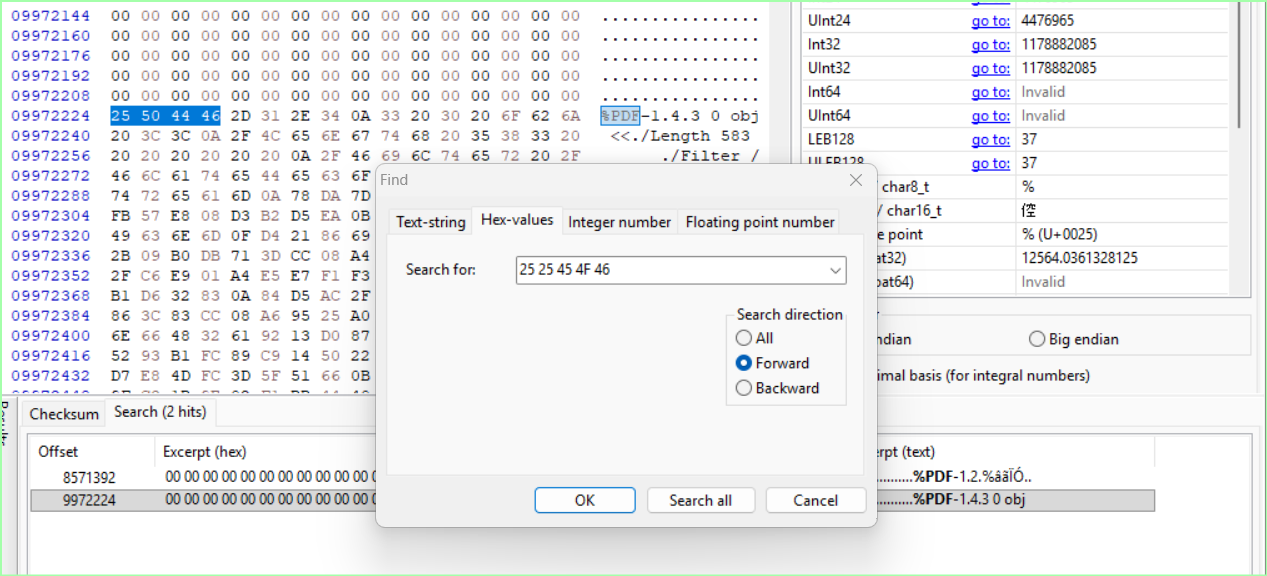 09972144 00 00 00 00 00 00 00 00 00 00 00 00 00 00 00 00 ................
09972160 00 00 00 00 00 00 00 00 00 00 00 00 00 00 00 00 ................
09972176 00 00 00 00 00 00 00 00 00 00 00 00 00 00 00 00 ................
09972192 00 00 00 00 00 00 00 00 00 00 00 00 00 00 00 00 ................
09972208 00 00 00 00 00 00 00 00 00 00 00 00 00 00 00 00 ................
09972224 25 50 44 46 2D 31 2E 34 0A 33 20 30 20 6F 62 6A %PDF-1.4.3 0 obj
09972240 20 3C 3C 0A 2F 4C 65 6E 67 74 68 20 35 38 33 20 <<./Length 583
09972256 20 20 20 20 20 20 0A 2F 46 69 6C 74 65 72 20 2F ./Filter /
09972272 46 6C 61 74 65 44 65 63 6F
09972288 74 72 65 61 6D 0A 78 DA 7D
09972304 FB 57 E8 08 D3 B2 D5 EA 0B
09972320 49 63 6E 6D 0F D4 21 86 69
09972336 2B 09 B0 DB 71 3D CC 08 A4
09972352 2F C6 E9 01 A4 E5 E7 F1 F3
09972368 B1 D6 32 83 0A 84 D5 AC 2F
09972384 86 3C 83 CC 08 A6 95 25 A0
09972400 6E 66 48 32 61 92 13 D0 87
09972416 52 93 B1 FC 89 C9 14 50 22
09972432 D7 E8 4D FC 3D 5F 51 66 0B
UInt24 go to: 4476965
Int32 go to: 1178882085
UInt32 go to: 1178882085
Int64 go to: Invalid
UInt64 go to: Invalid
LEB128 go to: 37
ULEB128 go to: 37
/ char8_t %
/ char16_t 倥
point % (U+0025)
12564.0361328125
Invalid
Big endian
(for integral numbers)
Find
Text-string Hex-values Integer number Floating point number
Search for: 25 25 45 4F 46
Search direction
All
Forward
Backward
OK Search all Cancel
Results
Checksum Search (2 hits)
Offset Excerpt (hex) (text)
8571392 00 00 00 00 00 00 00 00 00 00 00 ..........%PDF-1.2.%âãÏÓ..
9972224 00 00 00 00 00 00 00 00 00 00 00 ..........%PDF-1.4.3 0 obj